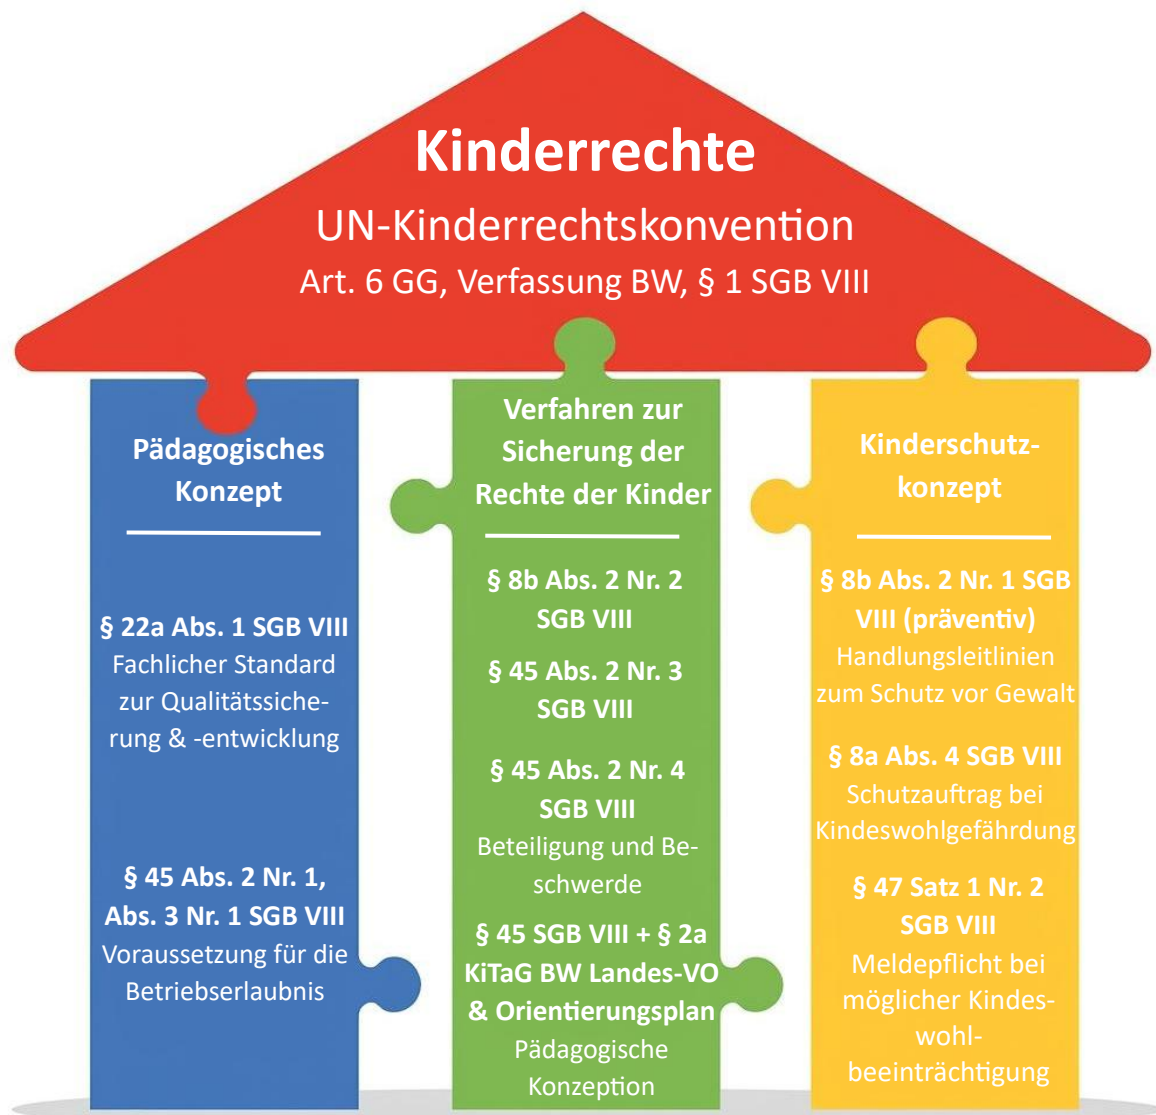 Kinderrechte
UN-Kinderrechtskonvention
Art. 6 GG, Verfassung BW, § 1 SGB VIII
Pädagogisches
Konzept
§ 22a Abs. 1 SGB VIII
Fachlicher Standard
zur Qualitätssiche-
rung & -entwicklung
§ 45 Abs. 2 Nr. 1,
Abs. 3 Nr. 1 SGB VIII
Voraussetzung für die
Betriebserlaubnis
Verfahren zur
Sicherung der
Rechte der Kinder
§ 8b Abs. 2 Nr. 2
SGB VIII
§ 45 Abs. 2 Nr. 3
SGB VIII
§ 45 Abs. 2 Nr. 4
SGB VIII
Beteiligung und Be-
schwerde
§ 45 SGB VIII + § 2a
KiTaG BW Landes-VO
& Orientierungsplan
Pädagogische
Konzeption
Kinderschutz-
konzept
§ 8b Abs. 2 Nr. 1 SGB
VIII (präventiv)
Handlungsleitlinien
zum Schutz vor Gewalt
§ 8a Abs. 4 SGB VIII
Schutzauftrag bei
Kindeswohlgefährdung
§ 47 Satz 1 Nr. 2
SGB VIII
Meldepflicht bei
möglicher Kindes-
wohl-
beeinträchtigung